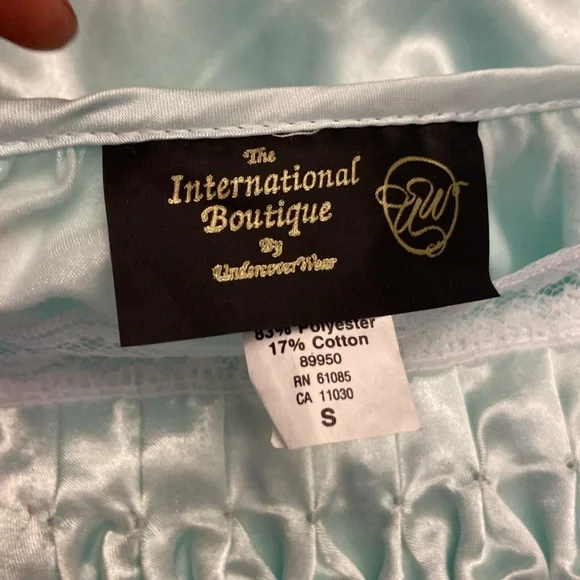 The
International
Boutique
By
UndercoverWear
UW
83% Polyester
17% Cotton
89950
RN 61085
CA 11030
S